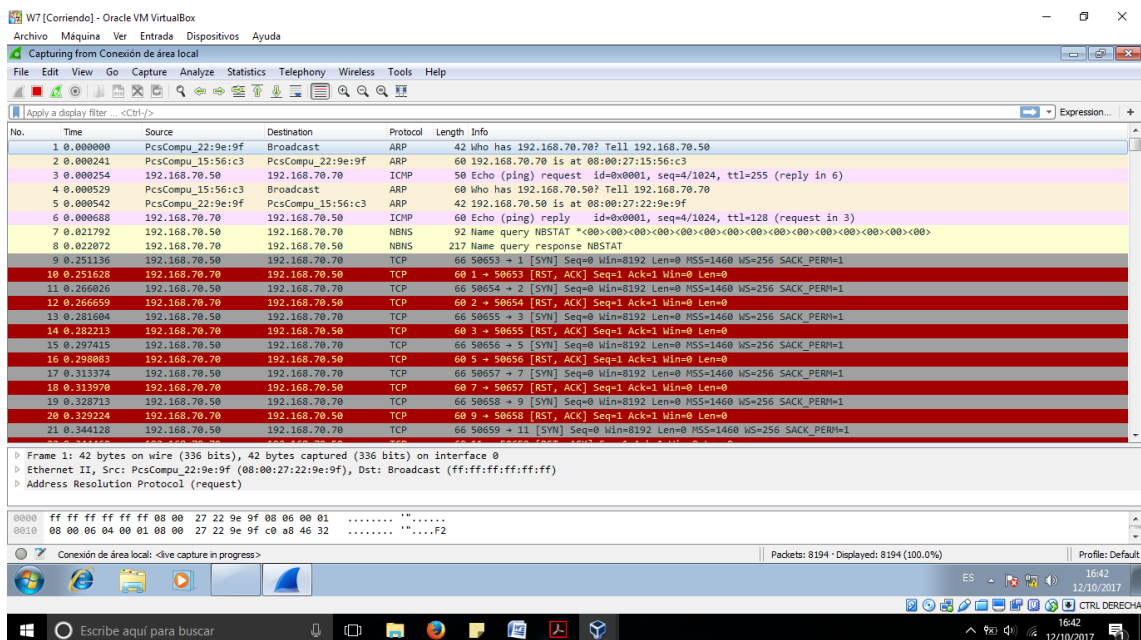 W7 [Corriendo] - Oracle VM VirtualBox
Archivo Máquina Ver Entrada Dispositivos Ayuda
Capturing from Conexión de área local
File Edit View Go Capture Analyze Statistics Telephony Wireless Tools Help
Apply a display filter ... <Ctrl-/> Expression... +
No. Time Source Destination Protocol Length Info
1 0.000000 PcsCompu_22:9e:9f Broadcast ARP 42 Who has 192.168.70.70? Tell 192.168.70.50
2 0.000241 PcsCompu_15:56:c3 PcsCompu_22:9e:9f ARP 60 192.168.70.70 is at 08:00:27:15:56:c3
3 0.000254 192.168.70.50 192.168.70.70 ICMP 50 Echo (ping) request id=0x0001, seq=4/1024, ttl=255 (reply in 6)
4 0.000529 PcsCompu_15:56:c3 Broadcast ARP 60 Who has 192.168.70.50? Tell 192.168.70.70
5 0.000542 PcsCompu_22:9e:9f PcsCompu_15:56:c3 ARP 42 192.168.70.50 is at 08:00:27:22:9e:9f
6 0.000688 192.168.70.70 192.168.70.50 ICMP 60 Echo (ping) reply id=0x0001, seq=4/1024, ttl=128 (request in 3)
7 0.021792 192.168.70.50 192.168.70.70 NBNS 92 Name query NBSTAT *<00><00><00><00><00><00><00><00><00><00><00><00><00><00><00>
8 0.022072 192.168.70.70 192.168.70.50 NBNS 217 Name query response NBSTAT
9 0.251136 192.168.70.50 192.168.70.70 TCP 66 50653 → 1 [SYN] Seq=0 Win=8192 Len=0 MSS=1460 WS=256 SACK_PERM=1
10 0.251628 192.168.70.70 192.168.70.50 TCP 60 1 → 50653 [RST, ACK] Seq=1 Ack=1 Win=0 Len=0
11 0.266026 192.168.70.50 192.168.70.70 TCP 66 50654 → 2 [SYN] Seq=0 Win=8192 Len=0 MSS=1460 WS=256 SACK_PERM=1
12 0.266659 192.168.70.70 192.168.70.50 TCP 60 2 → 50654 [RST, ACK] Seq=1 Ack=1 Win=0 Len=0
13 0.281604 192.168.70.50 192.168.70.70 TCP 66 50655 → 3 [SYN] Seq=0 Win=8192 Len=0 MSS=1460 WS=256 SACK_PERM=1
14 0.282213 192.168.70.70 192.168.70.50 TCP 60 3 → 50655 [RST, ACK] Seq=1 Ack=1 Win=0 Len=0
15 0.297415 192.168.70.50 192.168.70.70 TCP 66 50656 → 5 [SYN] Seq=0 Win=8192 Len=0 MSS=1460 WS=256 SACK_PERM=1
16 0.298083 192.168.70.70 192.168.70.50 TCP 60 5 → 50656 [RST, ACK] Seq=1 Ack=1 Win=0 Len=0
17 0.313374 192.168.70.50 192.168.70.70 TCP 66 50657 → 7 [SYN] Seq=0 Win=8192 Len=0 MSS=1460 WS=256 SACK_PERM=1
18 0.313970 192.168.70.70 192.168.70.50 TCP 60 7 → 50657 [RST, ACK] Seq=1 Ack=1 Win=0 Len=0
19 0.328713 192.168.70.50 192.168.70.70 TCP 66 50658 → 9 [SYN] Seq=0 Win=8192 Len=0 MSS=1460 WS=256 SACK_PERM=1
20 0.329224 192.168.70.70 192.168.70.50 TCP 60 9 → 50658 [RST, ACK] Seq=1 Ack=1 Win=0 Len=0
21 0.344128 192.168.70.50 192.168.70.70 TCP 66 50659 → 11 [SYN] Seq=0 Win=8192 Len=0 MSS=1460 WS=256 SACK_PERM=1
Frame 1: 42 bytes on wire (336 bits), 42 bytes captured (336 bits) on interface 0
Ethernet II, Src: PcsCompu_22:9e:9f (08:00:27:22:9e:9f), Dst: Broadcast (ff:ff:ff:ff:ff:ff)
Address Resolution Protocol (request)
0000 ff ff ff ff ff ff 08 00 27 22 9e 9f 08 06 00 01 ........ '"......
0010 08 00 06 04 00 01 08 00 27 22 9e 9f c0 a8 46 32 ........ '"....F2
Conexión de área local: <live capture in progress> Packets: 8194 · Displayed: 8194 (100.0%) Profile: Default
ES 16:42
12/10/2017
CTRL DERECHA
Escribe aquí para buscar 16:42
12/10/2017